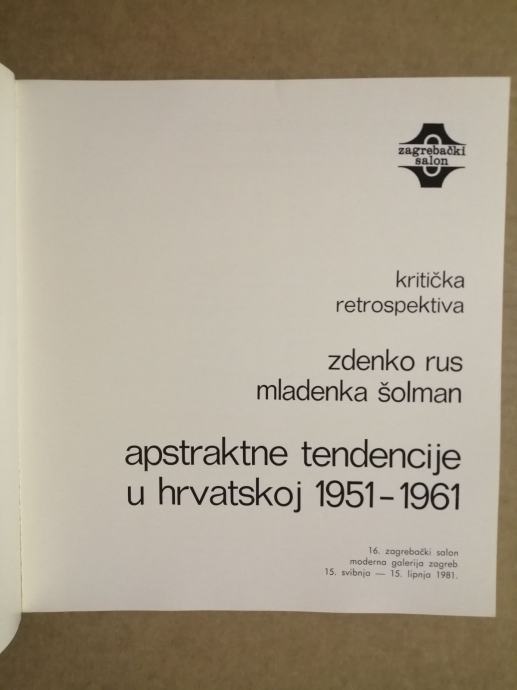 zagrebački
salon
kritička
retrospektiva
zdenko rus
mladenka šolman
apstraktne tendencije
u hrvatskoj 1951–1961
16. zagrebački salon
moderna galerija zagreb
15. svibnja — 15. lipnja 1981.